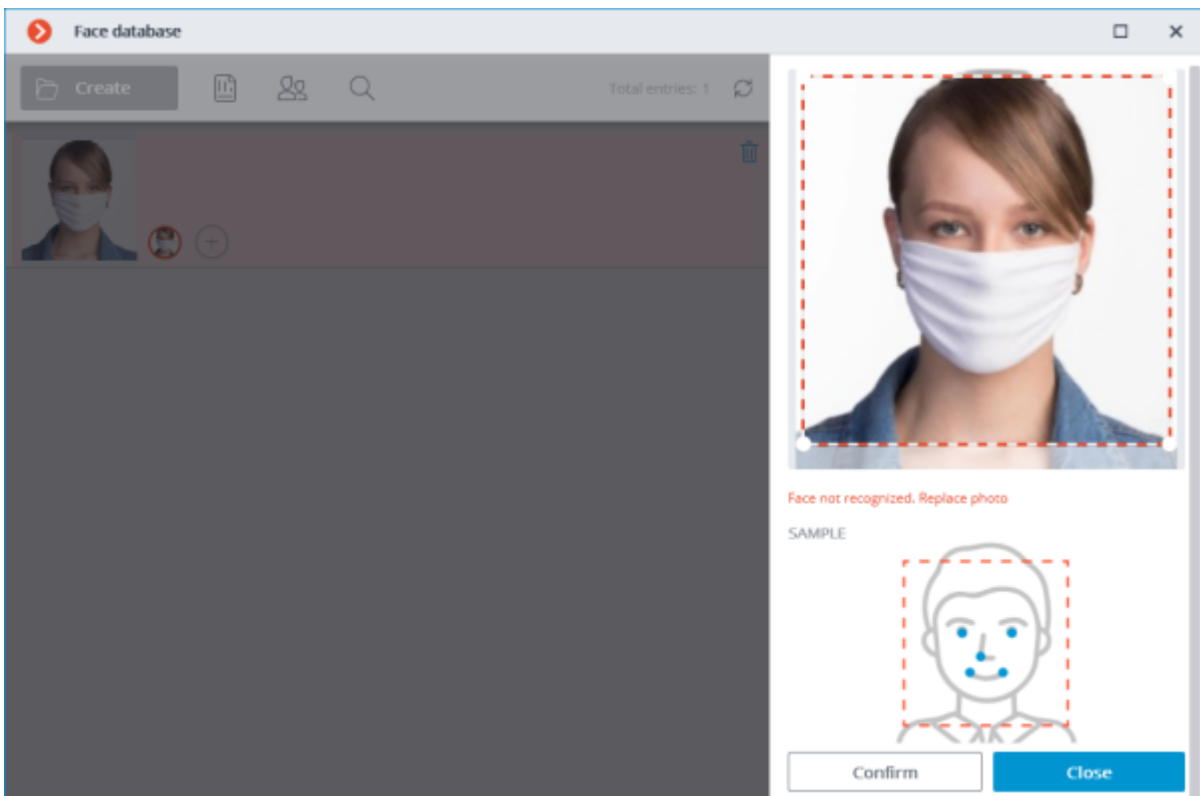 Face database
Create
Total entries: 1
Face not recognized. Replace photo
SAMPLE
Confirm
Close